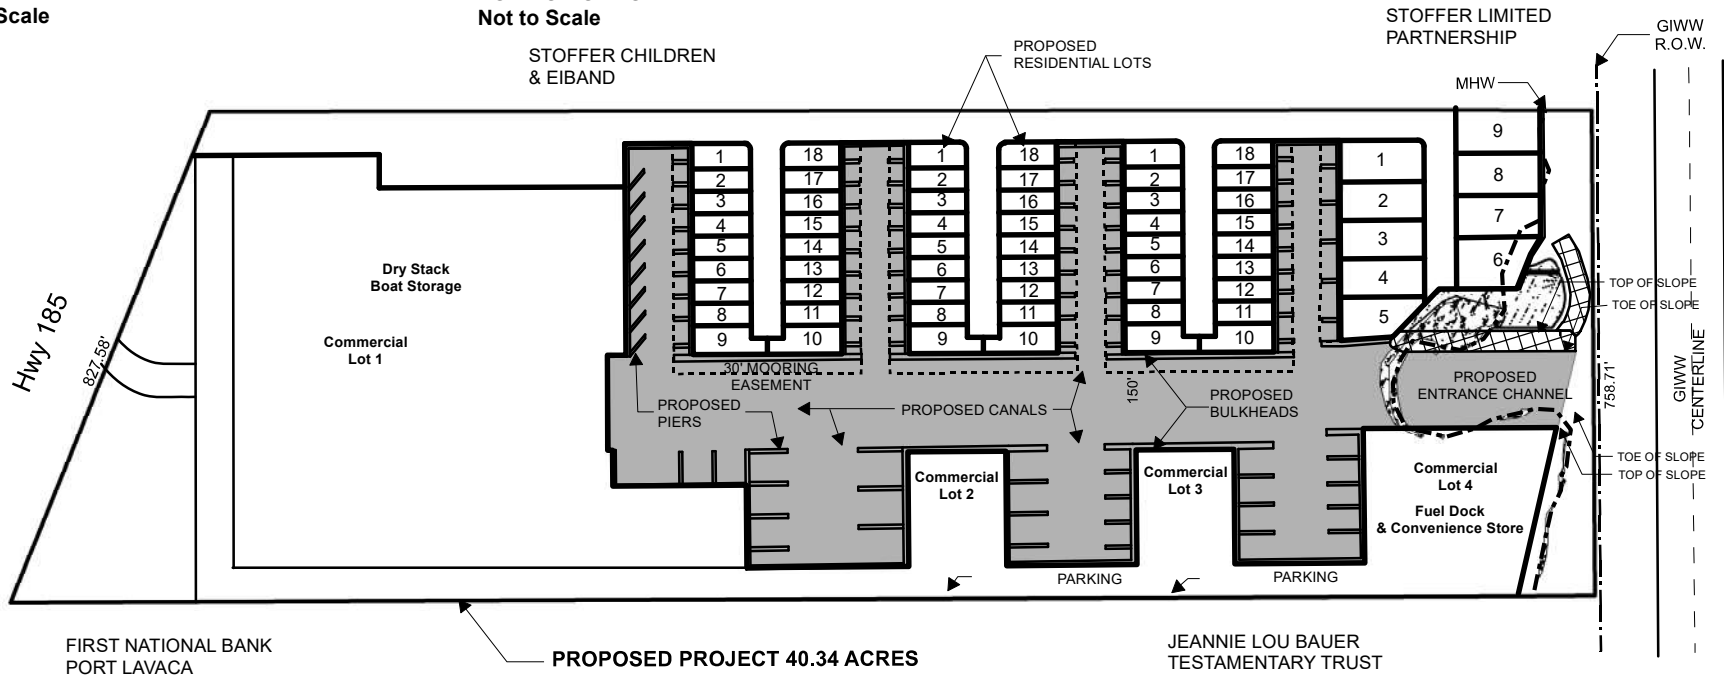 Scale
Not to Scale
STOFFER CHILDREN
& EIBAND
PROPOSED
RESIDENTIAL LOTS
STOFFER LIMITED
PARTNERSHIP
GIWW
R.O.W.
MHW
1
2
3
4
5
6
7
8
9
18
17
16
15
14
13
12
11
10
1
2
3
4
5
6
7
8
9
18
17
16
15
14
13
12
11
10
1
2
3
4
5
6
7
8
9
18
17
16
15
14
13
12
11
10
1
2
3
4
5
9
8
7
6
Dry Stack
Boat Storage
Commercial
Lot 1
Hwy 185
827.58'
30' MOORING
EASEMENT
PROPOSED
PIERS
PROPOSED CANALS
150'
PROPOSED
BULKHEADS
PROPOSED
ENTRANCE CHANNEL
TOP OF SLOPE
TOE OF SLOPE
758.71'
GIWW
CENTERLINE
TOE OF SLOPE
TOP OF SLOPE
Commercial
Lot 2
Commercial
Lot 3
Commercial
Lot 4
Fuel Dock
& Convenience Store
PARKING
PARKING
FIRST NATIONAL BANK
PORT LAVACA
PROPOSED PROJECT 40.34 ACRES
JEANNIE LOU BAUER
TESTAMENTARY TRUST